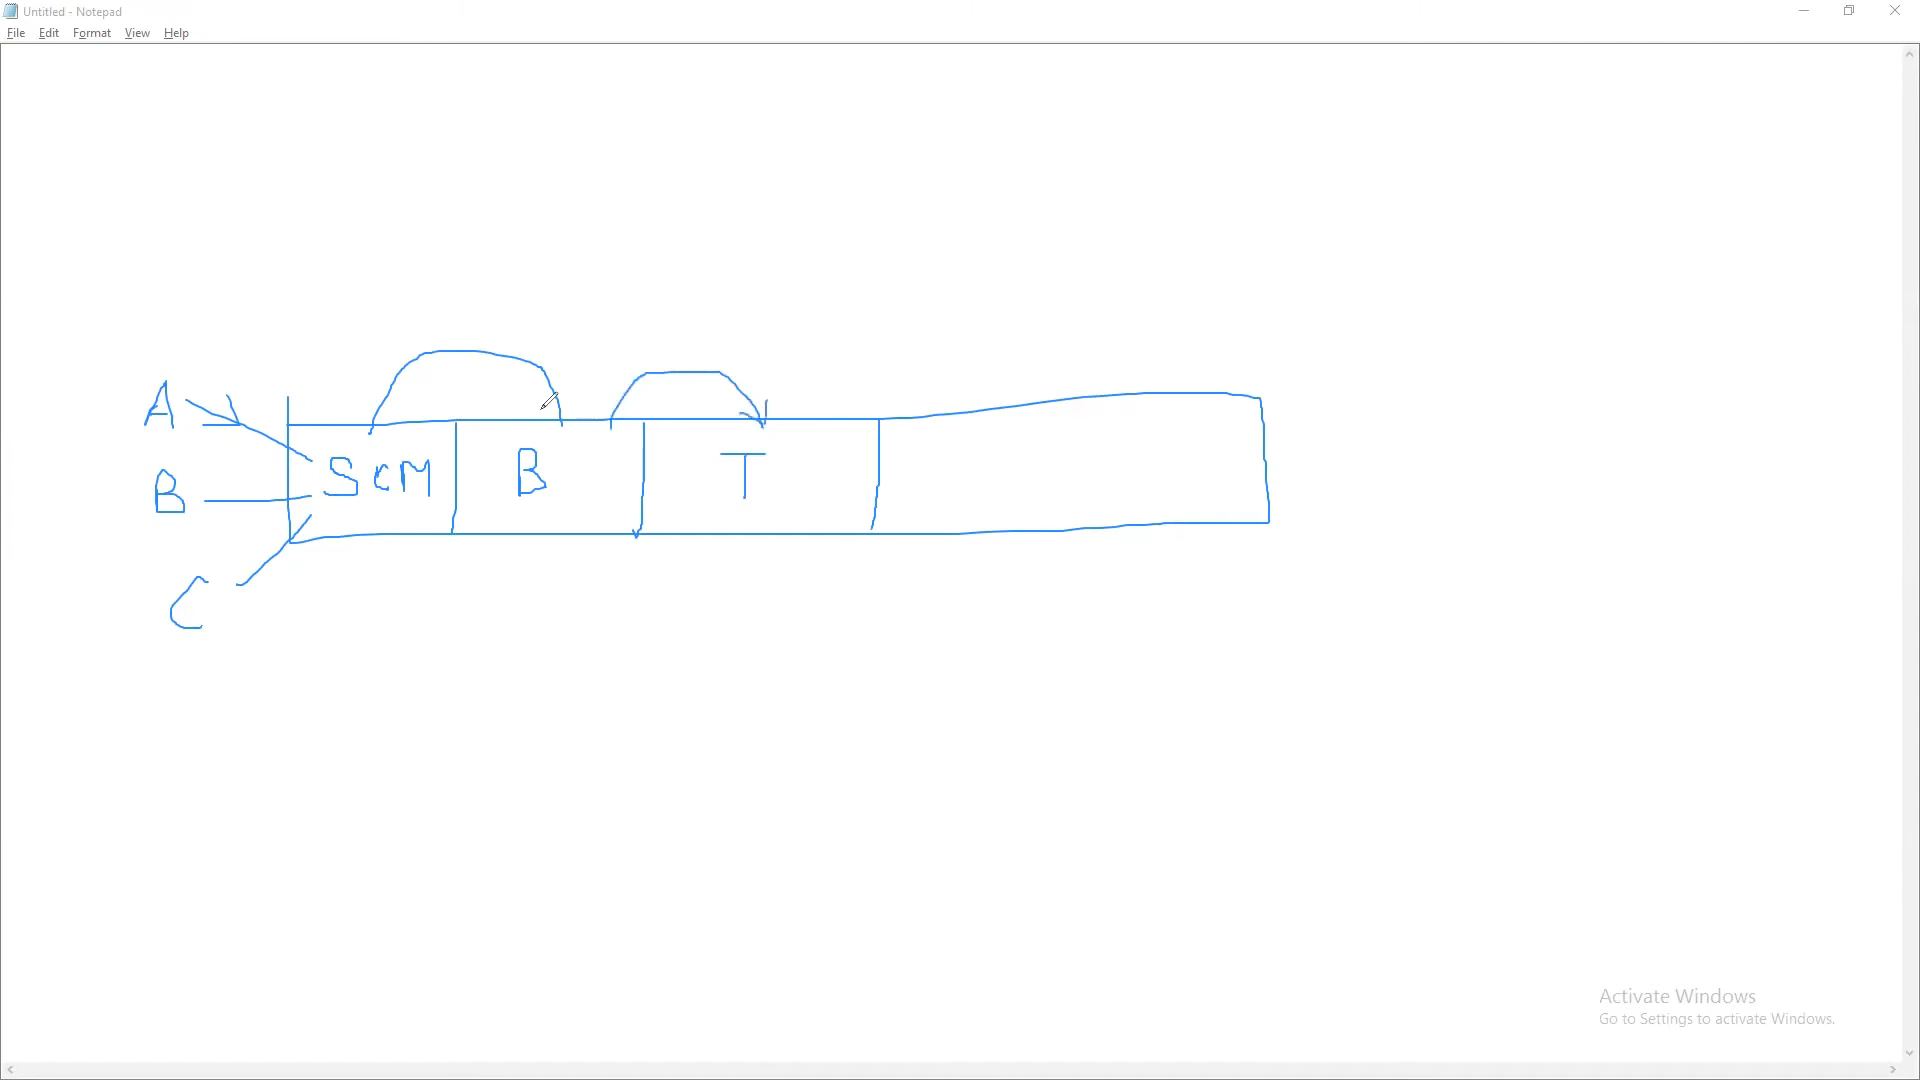 Untitled - Notepad
File Edit Format View Help
A
SCM B T
B
C
Activate Windows
Go to Settings to activate Windows.